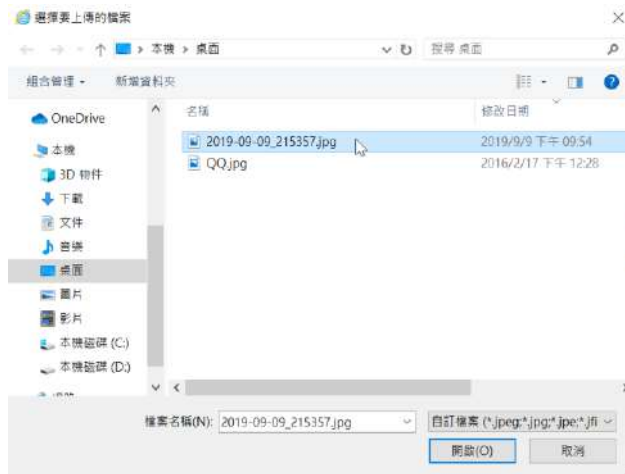 選擇要上傳的檔案
本機 › 桌面
搜尋 桌面
組合管理
新增資料夾
名稱
修改日期
OneDrive
本機
3D 物件
下載
文件
音樂
桌面
圖片
影片
本機磁碟 (C:)
本機磁碟 (D:)
2019-09-09_215357.jpg
2019/9/9 下午 09:54
QQ.jpg
2016/2/17 下午 12:28
檔案名稱(N):
2019-09-09_215357.jpg
自訂檔案 (*.jpeg;*.jpg;*.jpe;*.jfi
開啟(O)
取消